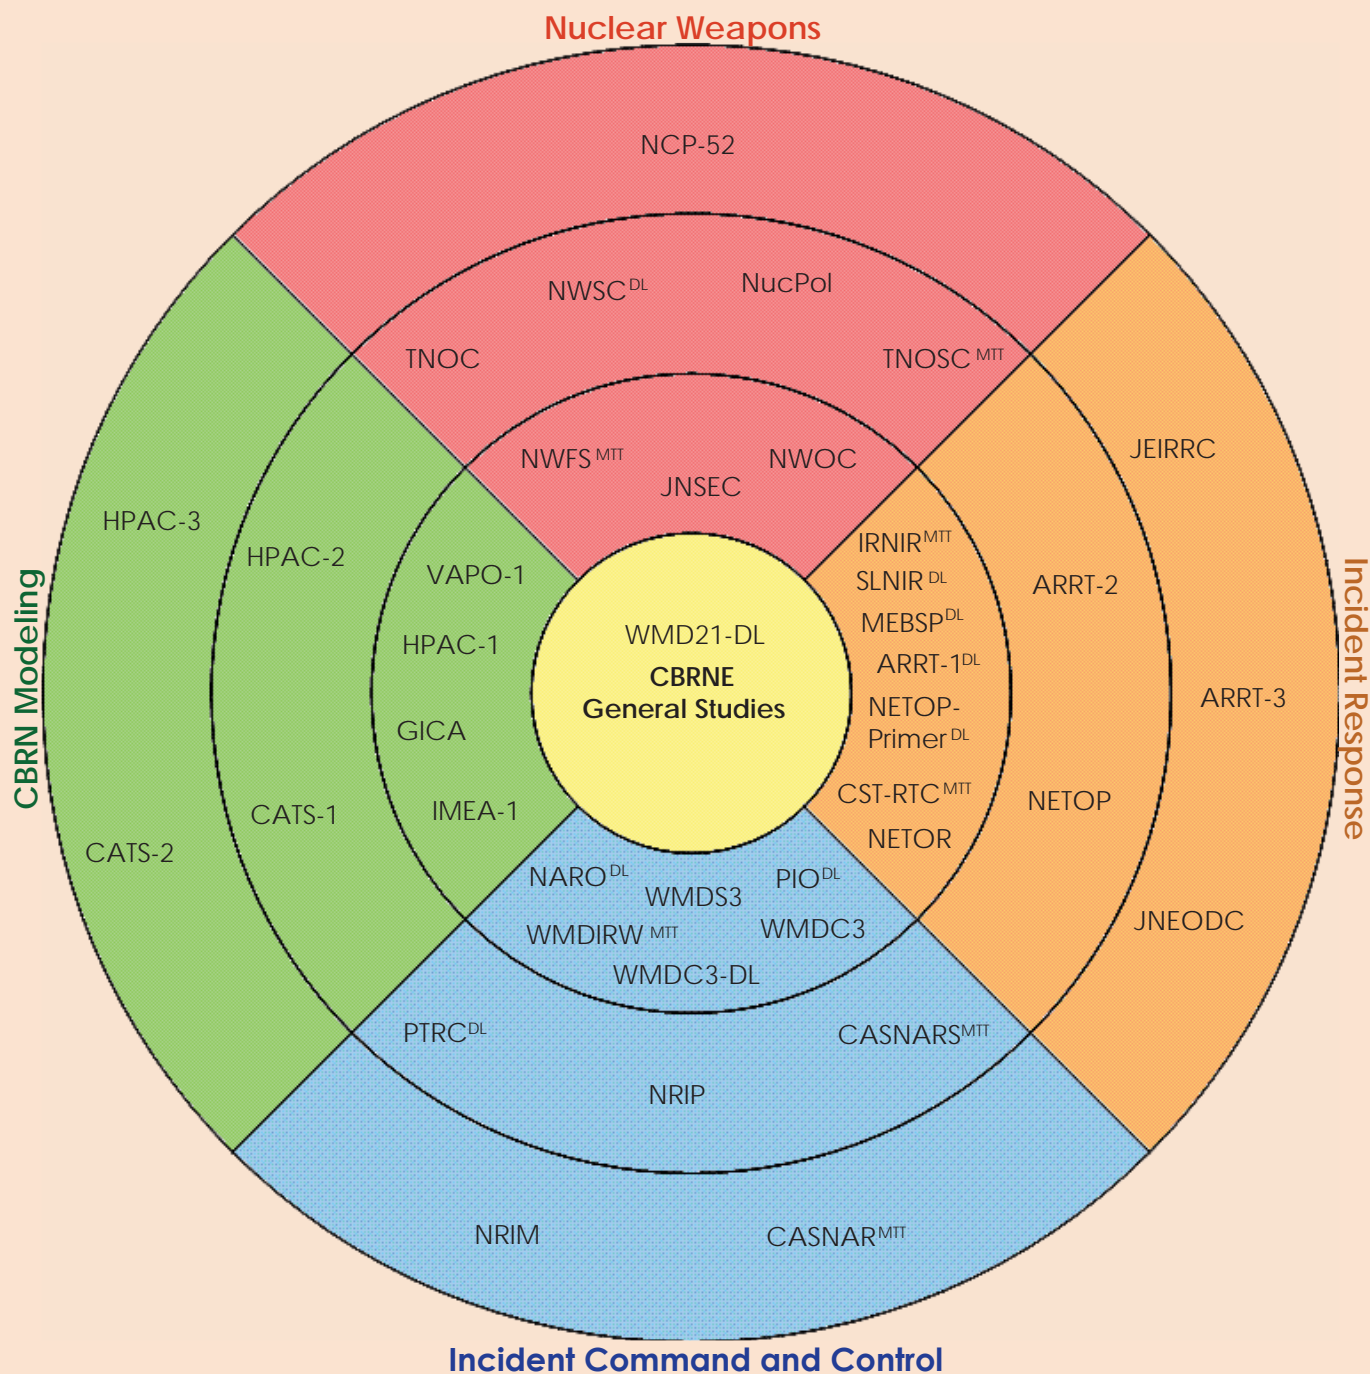 Nuclear Weapons
NCP-52
NWSC DL
NucPol
TNOC
TNOSC MTT
NWFS MTT
NWOC
JNSEC
CBRN Modeling
HPAC-3
HPAC-2
VAPO-1
HPAC-1
GICA
IMEA-1
CATS-1
CATS-2
WMD21-DL
CBRNE
General Studies
Incident Response
JEIRRC
IRNIR MTT
SLNIR DL
ARRT-2
MEBSP DL
ARRT-1 DL
ARRT-3
NETOP-
Primer DL
CST-RTC MTT
NETOP
NETOR
JNEODC
NARO DL
WMDS3
PIO DL
WMDIRW MTT
WMDC3
WMDC3-DL
PTRC DL
CASNARS MTT
NRIP
NRIM
CASNAR MTT
Incident Command and Control